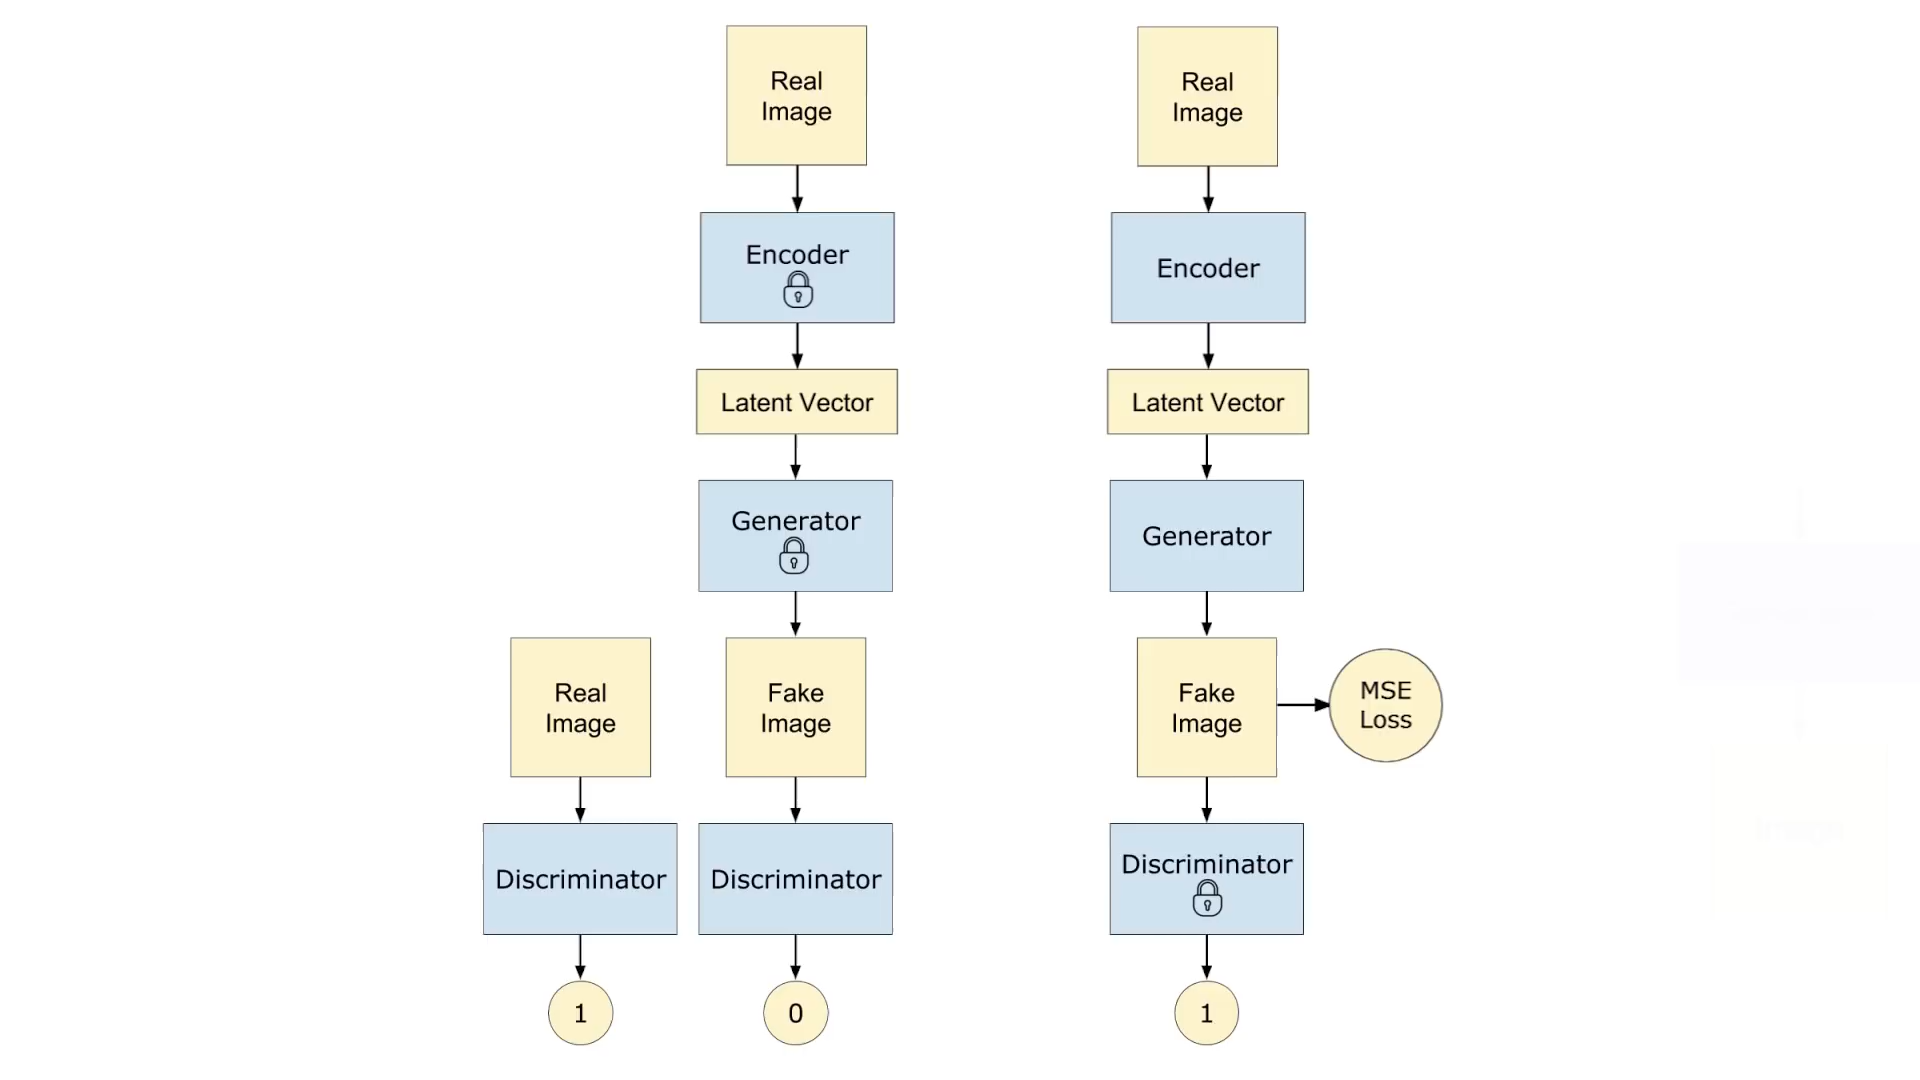 Real
Image
Encoder
Latent Vector
Generator
Real
Image
Fake
Image
Discriminator
Discriminator
1
0
Real
Image
Encoder
Latent Vector
Generator
Fake
Image
MSE
Loss
Discriminator
1